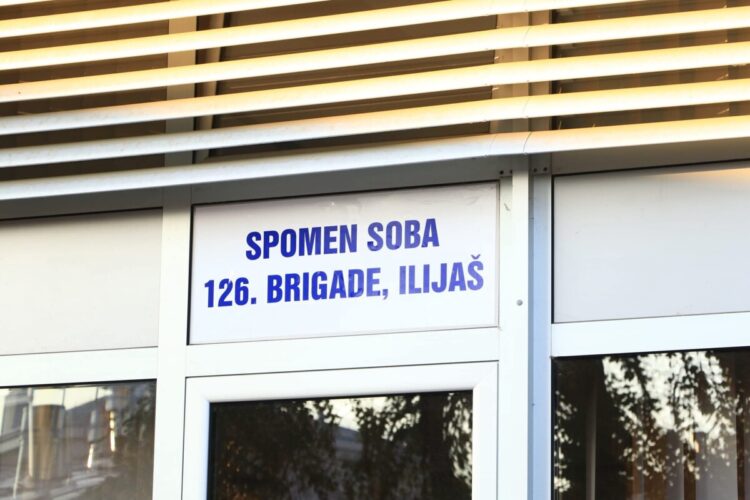 SPOMEN SOBA
126. BRIGADE, ILIJAŠ